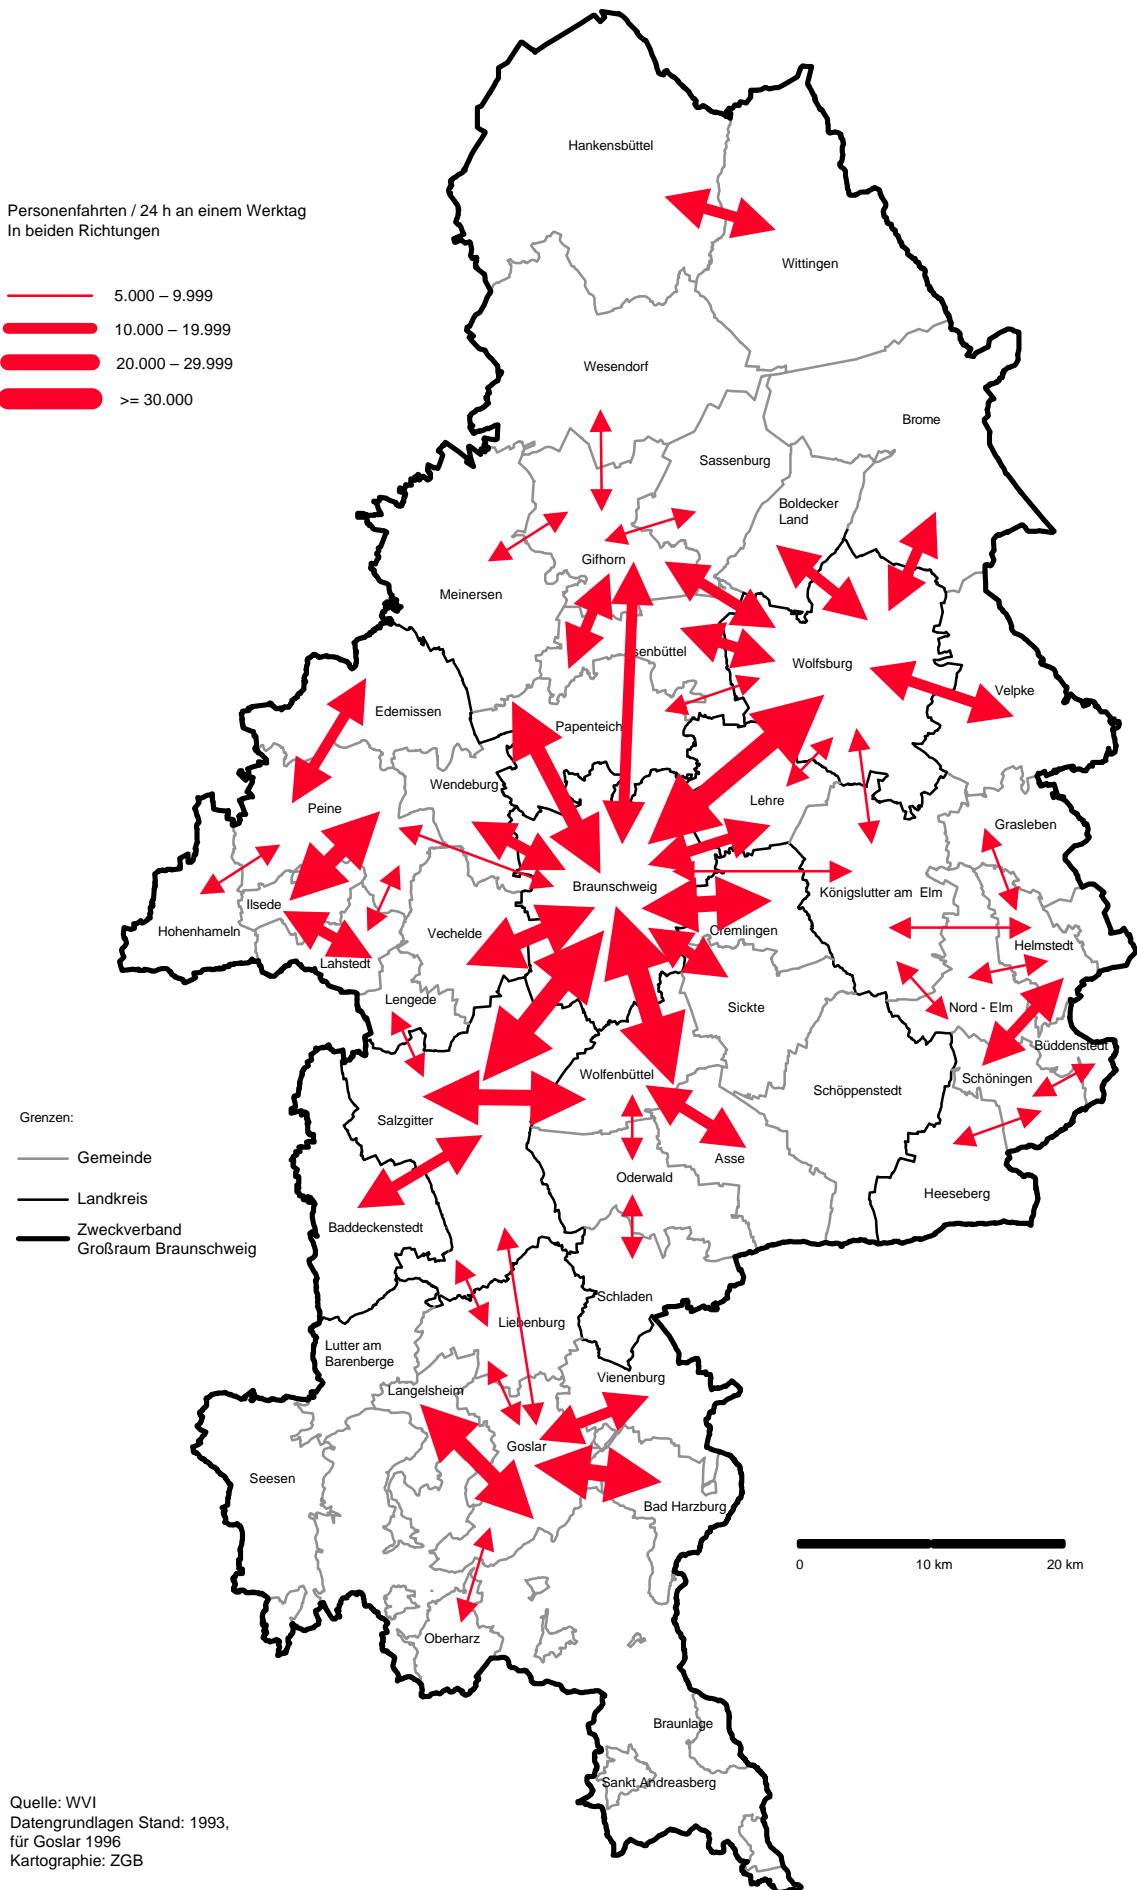 Personenfahrten / 24 h an einem Werktag
In beiden Richtungen
5.000 – 9.999
10.000 – 19.999
20.000 – 29.999
>= 30.000
Hankensbüttel
Wittingen
Wesendorf
Brome
Sassenburg
Boldecker
Land
Gifhorn
Meinersen
senbüttel
Wolfsburg
Velpke
Edemissen
Papenteich
Wendeburg
Lehre
Peine
Grasleben
Braunschweig
Königslutter am Elm
Ilsede
Hohenhameln
Vechelde
Cremlingen
Helmstedt
Lahstedt
Lengede
Sickte
Nord - Elm
Büddenstedt
Wolfenbüttel
Schöningen
Schöppenstedt
Salzgitter
Asse
Oderwald
Heeseberg
Baddeckenstedt
Grenzen:
Gemeinde
Landkreis
Zweckverband
Großraum Braunschweig
Schladen
Liebenburg
Lutter am
Barenberge
Vienenburg
Langelsheim
Goslar
Seesen
Bad Harzburg
0
10 km
20 km
Oberharz
Braunlage
Sankt Andreasberg
Quelle: WVI
Datengrundlagen Stand: 1993,
für Goslar 1996
Kartographie: ZGB